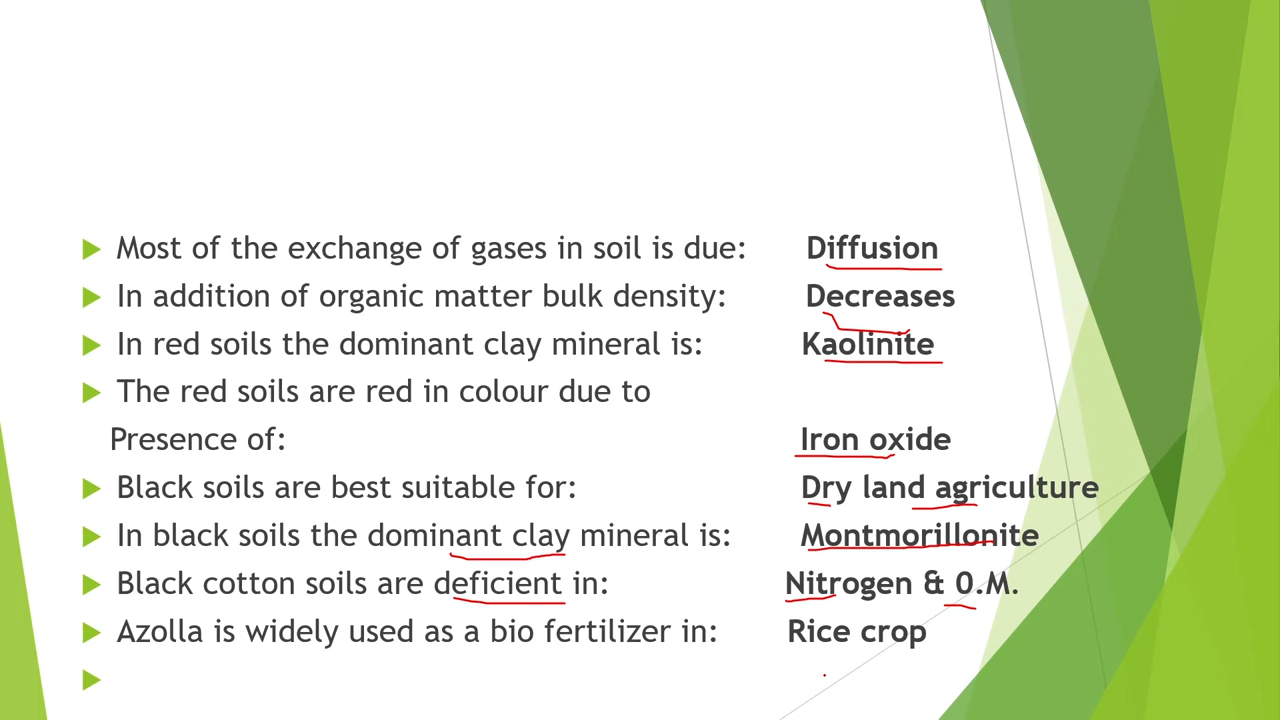 Most of the exchange of gases in soil is due: Diffusion
In addition of organic matter bulk density: Decreases
In red soils the dominant clay mineral is: Kaolinite
The red soils are red in colour due to
Presence of: Iron oxide
Black soils are best suitable for: Dry land agriculture
In black soils the dominant clay mineral is: Montmorillonite
Black cotton soils are deficient in: Nitrogen & 0.M.
Azolla is widely used as a bio fertilizer in: Rice crop